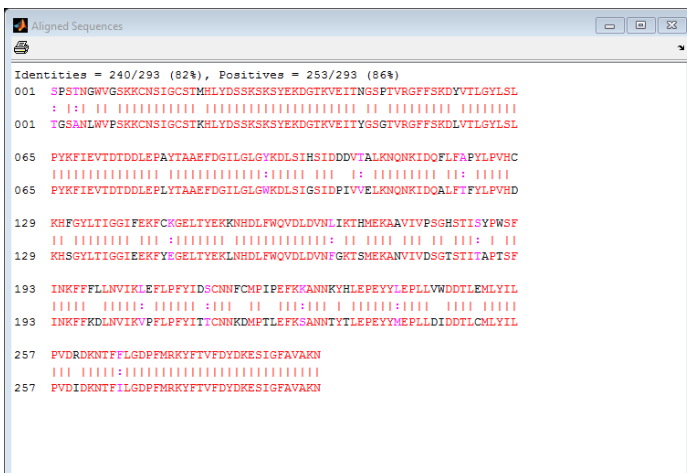 Aligned Sequences
Identities = 240/293 (82%), Positives = 253/293 (86%)
001 SPSTNGWVGSKKCNSIGCSTMHLYDSSKSKSYEKDGTKVEITNGSPTVRGFFSKDYVTLGYLSL
: |:| || |||||||||| ||||||||||||||||||||| || |||||||| |||||||
001 TGSANLWVPSKKCNSIGCSTKHLYDSSKSKSYEKDGTKVEITYGSGTVRGFFSKDLVTLGYLSL
065 PYKFIEVTDTDDLEPAYTAAEFDGILGLGYKDLSIHSIDDDVTALKNQNKIDQFLFAPYLPVHC
||||||||||||||| |||||||||||||:||||| ||| |: ||||||||| |: |||||
065 PYKFIEVTDTDDLEPLYTAAEFDGILGLGWKDLSIGSIDPIVVELKNQNKIDQALFTFYLPVHD
129 KHFGYLTIGGIFEKFCKGELTYEKKNHDLFWQVDLDVNLIKTHMEKAAVIVPSGHSTISYPWSF
|| ||||||| ||| :||||||| |||||||||||||: || |||| ||| || |||: | ||
129 KHSGYLTIGGIEEKFYEGELTYEKLNHDLFWQVDLDVNFGKTSMEKANVIVDSGTSTITAPTSF
193 INKFFFLLNVIKLEFLPFYIDSCNNFCMPIPEFKKANNKYHLEPEYYLEPLLVWDDTLEMLYIL
||||| |||||: ||||||:||| || |||:||| | ||||||:|||| |||| |||||
193 INKFFKDLNVIKVPFLPFYITTCNNKDMPTLEFKSANNTYTLEPEYYMEPLLDIDDTLCMLYIL
257 PVDRDKNTFFLGDPFMRKYFTVFDYDKESIGFAVAKN
||| |||||:|||||||||||||||||||||||||||
257 PVDIDKNTFILGDPFMRKYFTVFDYDKESIGFAVAKN